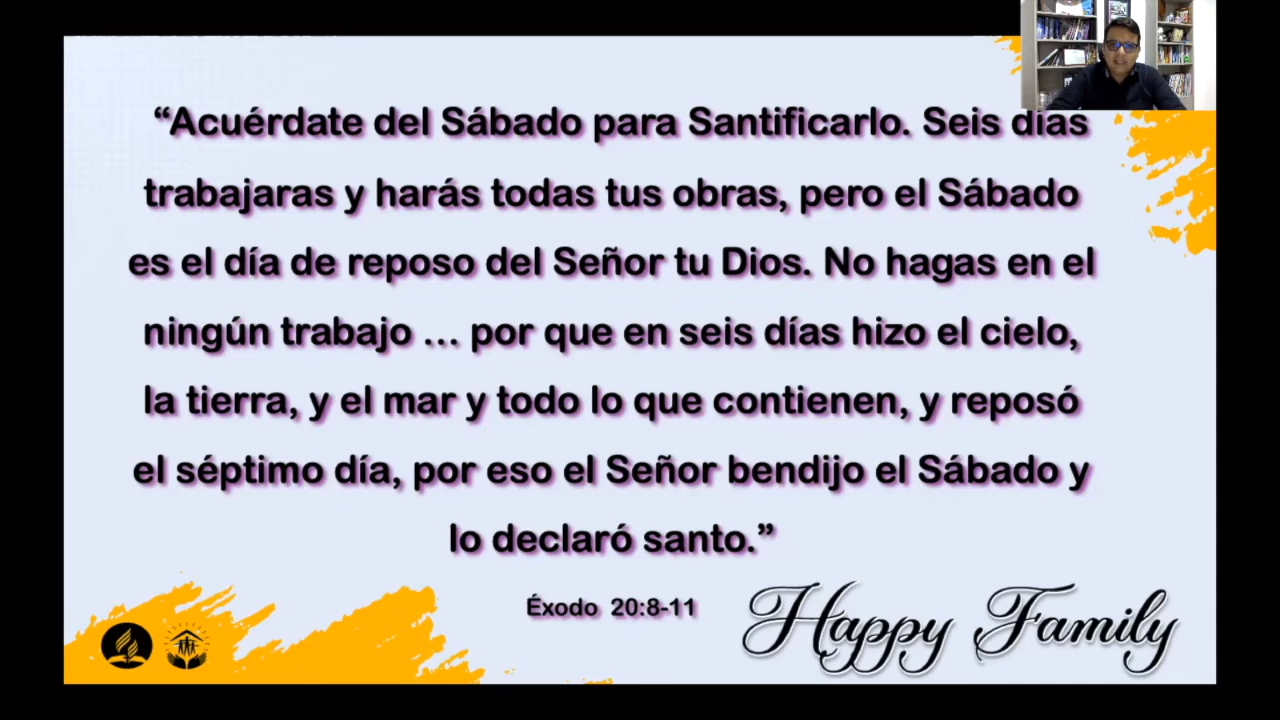 “Acuérdate del Sábado para Santificarlo. Seis días
trabajaras y harás todas tus obras, pero el Sábado
es el día de reposo del Señor tu Dios. No hagas en el
ningún trabajo ... por que en seis días hizo el cielo,
la tierra, y el mar y todo lo que contienen, y reposó
el séptimo día, por eso el Señor bendijo el Sábado y
lo declaró santo.”
Éxodo 20:8-11
Happy Family